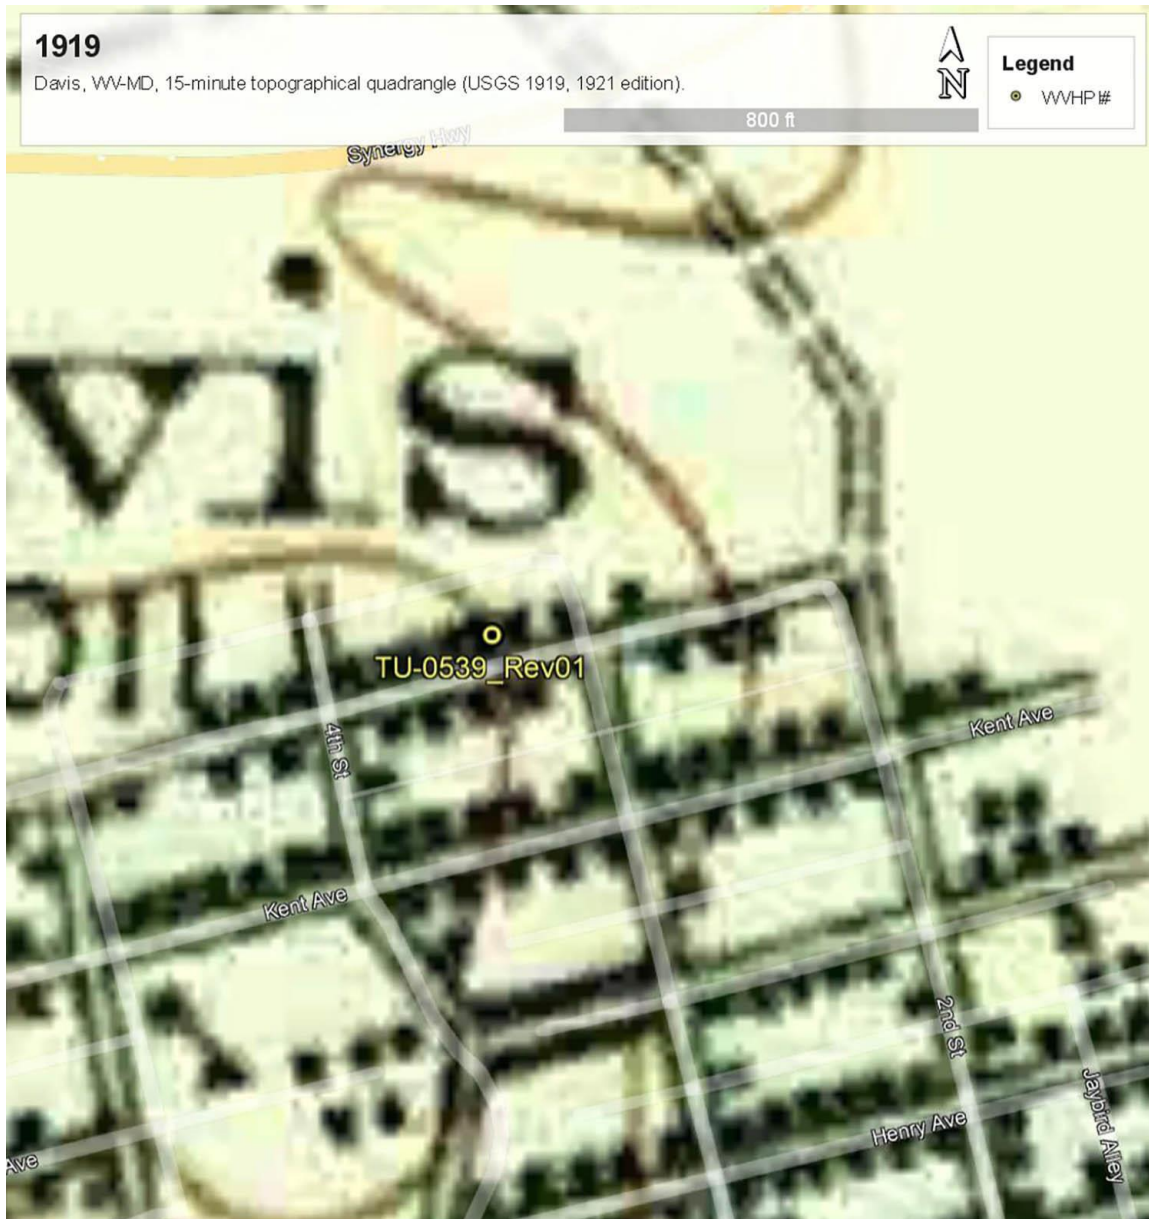 1919
Davis, WV-MD, 15-minute topographical quadrangle (USGS 1919, 1921 edition).
N
800 ft
Legend
WVHPI#
Synergy Hwy
vis
TU-0539_Rev01
4th St
Kent Ave
Kent Ave
2nd St
Jaybird Alley
Henry Ave
Ave